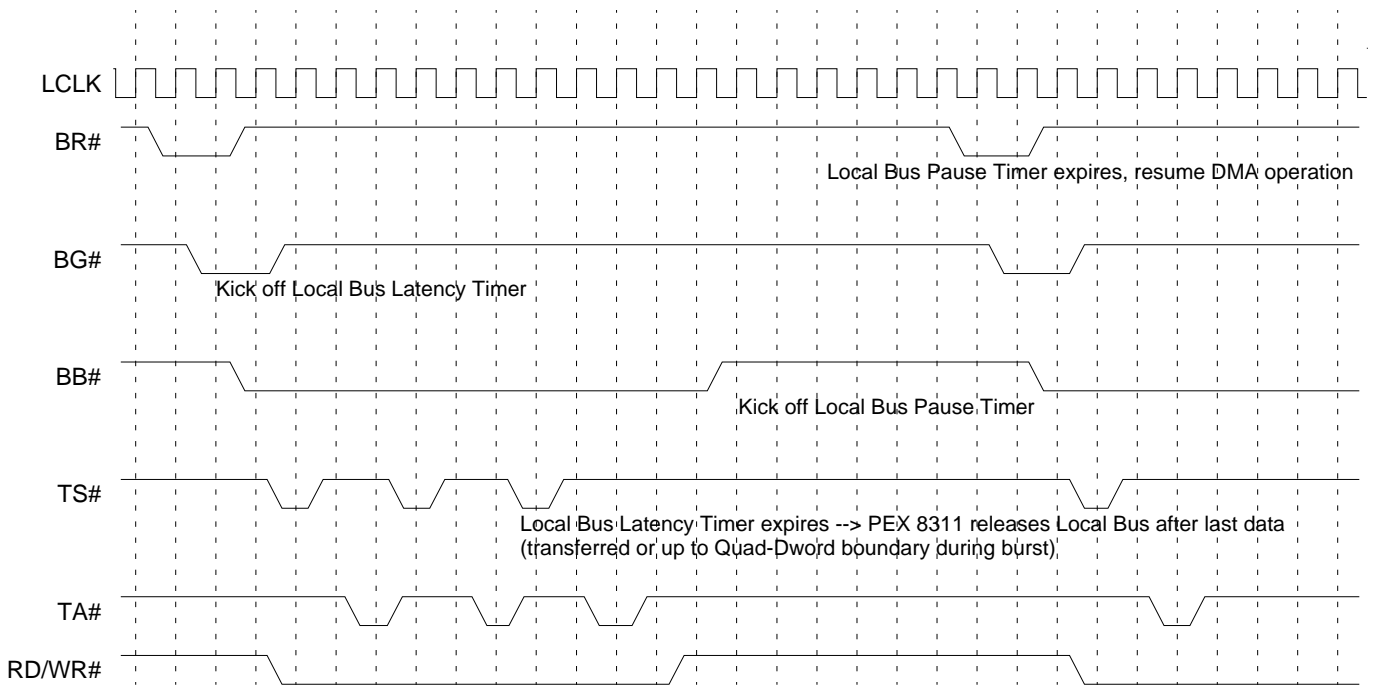 LCLK
BR#
Local Bus Pause Timer expires, resume DMA operation
BG#
Kick off Local Bus Latency Timer
BB#
Kick off Local Bus Pause Timer
TS#
Local Bus Latency Timer expires --> PEX 8311 releases Local Bus after last data
(transferred or up to Quad-Dword boundary during burst)
TA#
RD/WR#